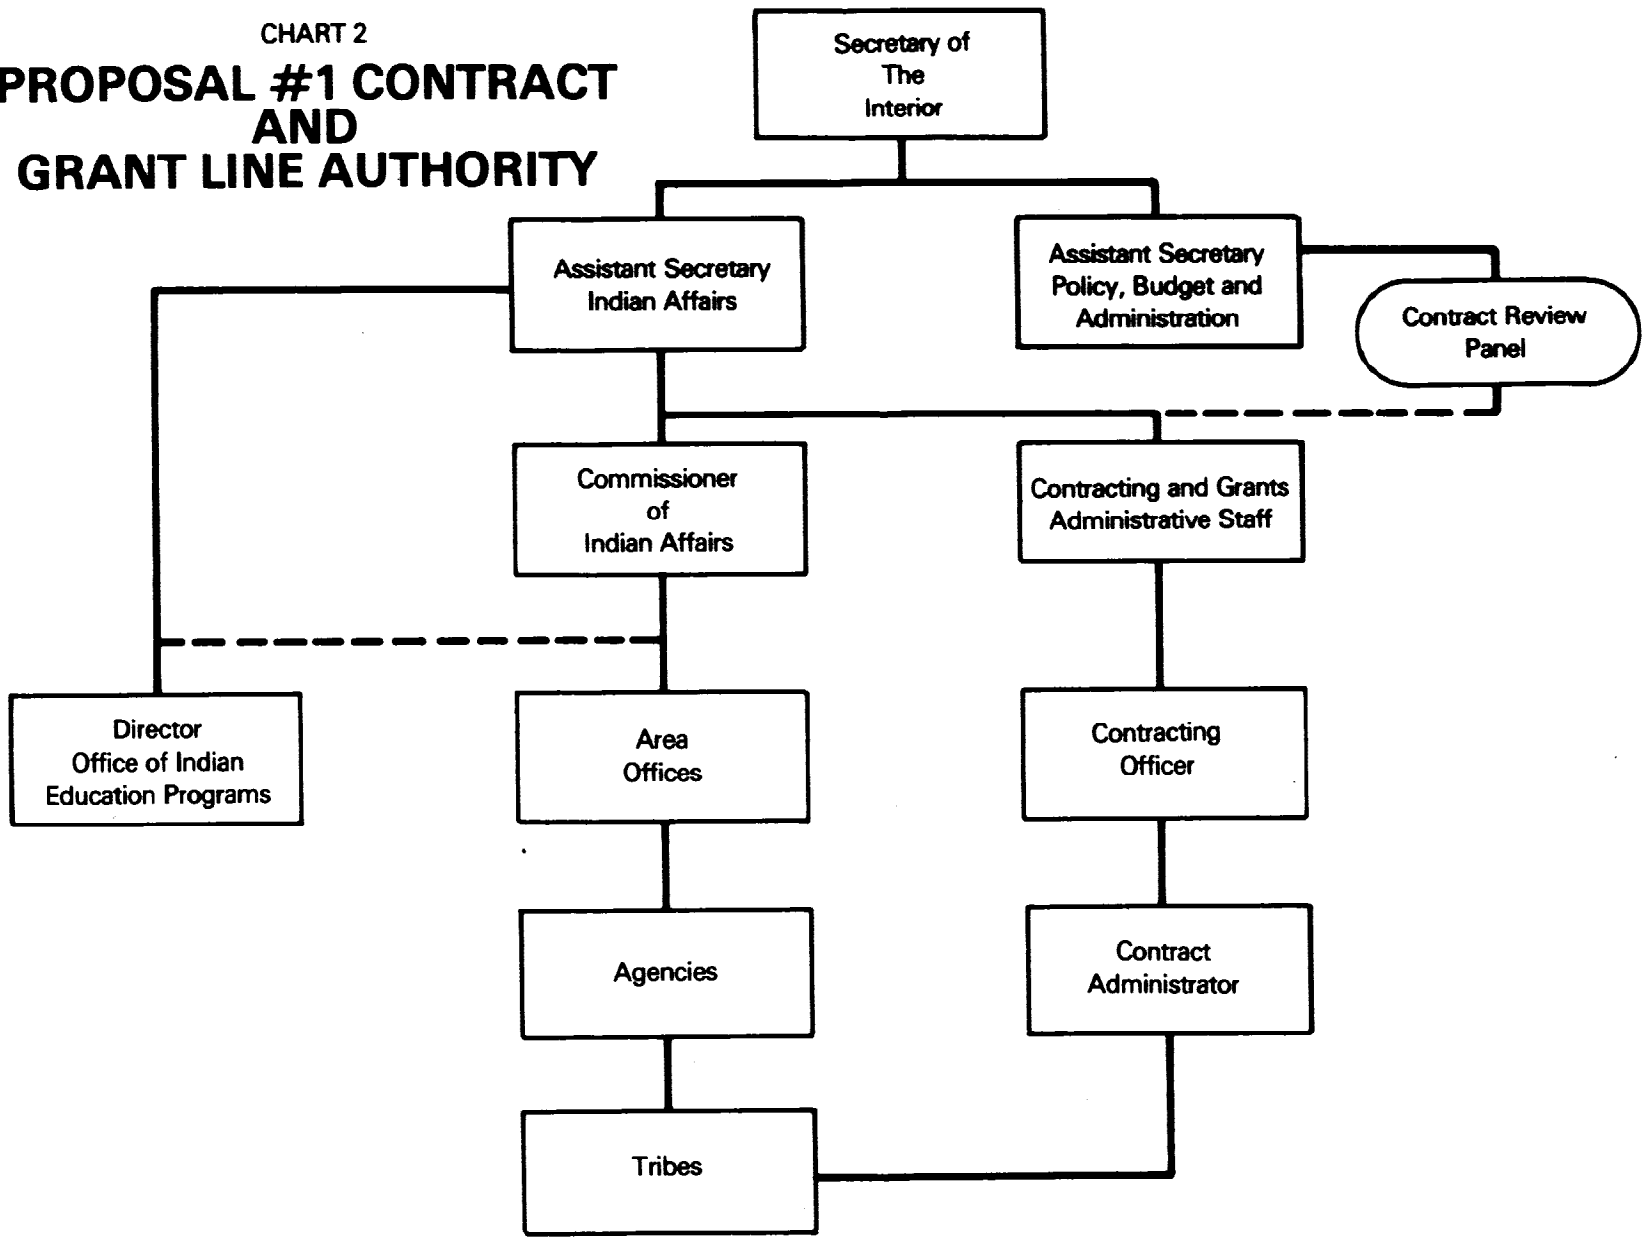 CHART 2
PROPOSAL #1 CONTRACT
AND
GRANT LINE AUTHORITY
Secretary of
The
Interior
Assistant Secretary
Indian Affairs
Assistant Secretary
Policy, Budget and
Administration
Contract Review
Panel
Commissioner
of
Indian Affairs
Contracting and Grants
Administrative Staff
Director
Office of Indian
Education Programs
Area
Offices
Contracting
Officer
Agencies
Contract
Administrator
Tribes